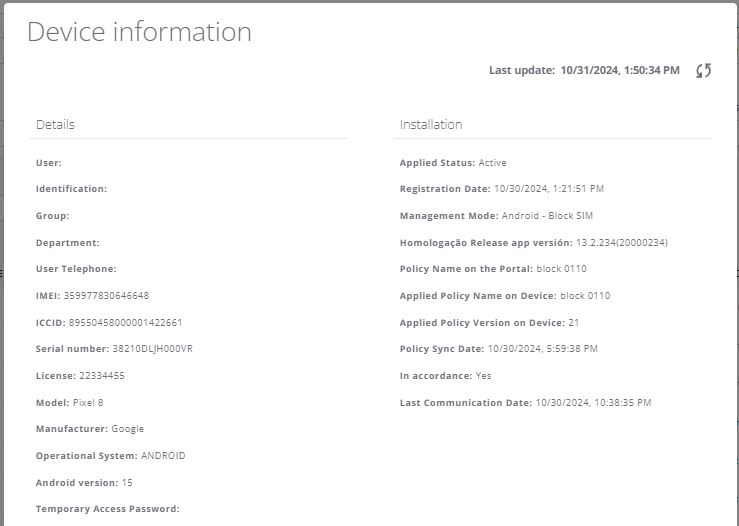 Device information
Last update: 10/31/2024, 1:50:34 PM
Details
User:
Identification:
Group:
Department:
User Telephone:
IMEI: 359977830646648
ICCID: 89550458000001422661
Serial number: 38210DLJH000VR
License: 22334455
Model: Pixel 8
Manufacturer: Google
Operational System: ANDROID
Android version: 15
Temporary Access Password:
Installation
Applied Status: Active
Registration Date: 10/30/2024, 1:21:51 PM
Management Mode: Android - Block SIM
Homologação Release app versión: 13.2.234(20000234)
Policy Name on the Portal: block 0110
Applied Policy Name on Device: block 0110
Applied Policy Version on Device: 21
Policy Sync Date: 10/30/2024, 5:59:38 PM
In accordance: Yes
Last Communication Date: 10/30/2024, 10:38:35 PM